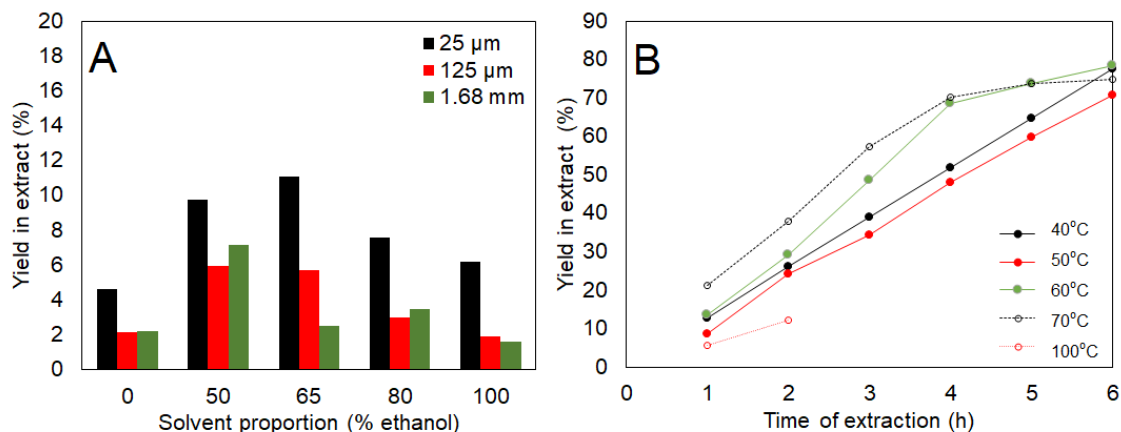 A
20
18
16
14
12
10
8
6
4
2
0
Yield in extract (%)
25 µm
125 µm
1.68 mm
0 50 65 80 100
Solvent proportion (% ethanol)
B
90
80
70
60
50
40
30
20
10
0
Yield in extract (%)
40°C
50°C
60°C
70°C
100°C
0 1 2 3 4 5 6
Time of extraction (h)